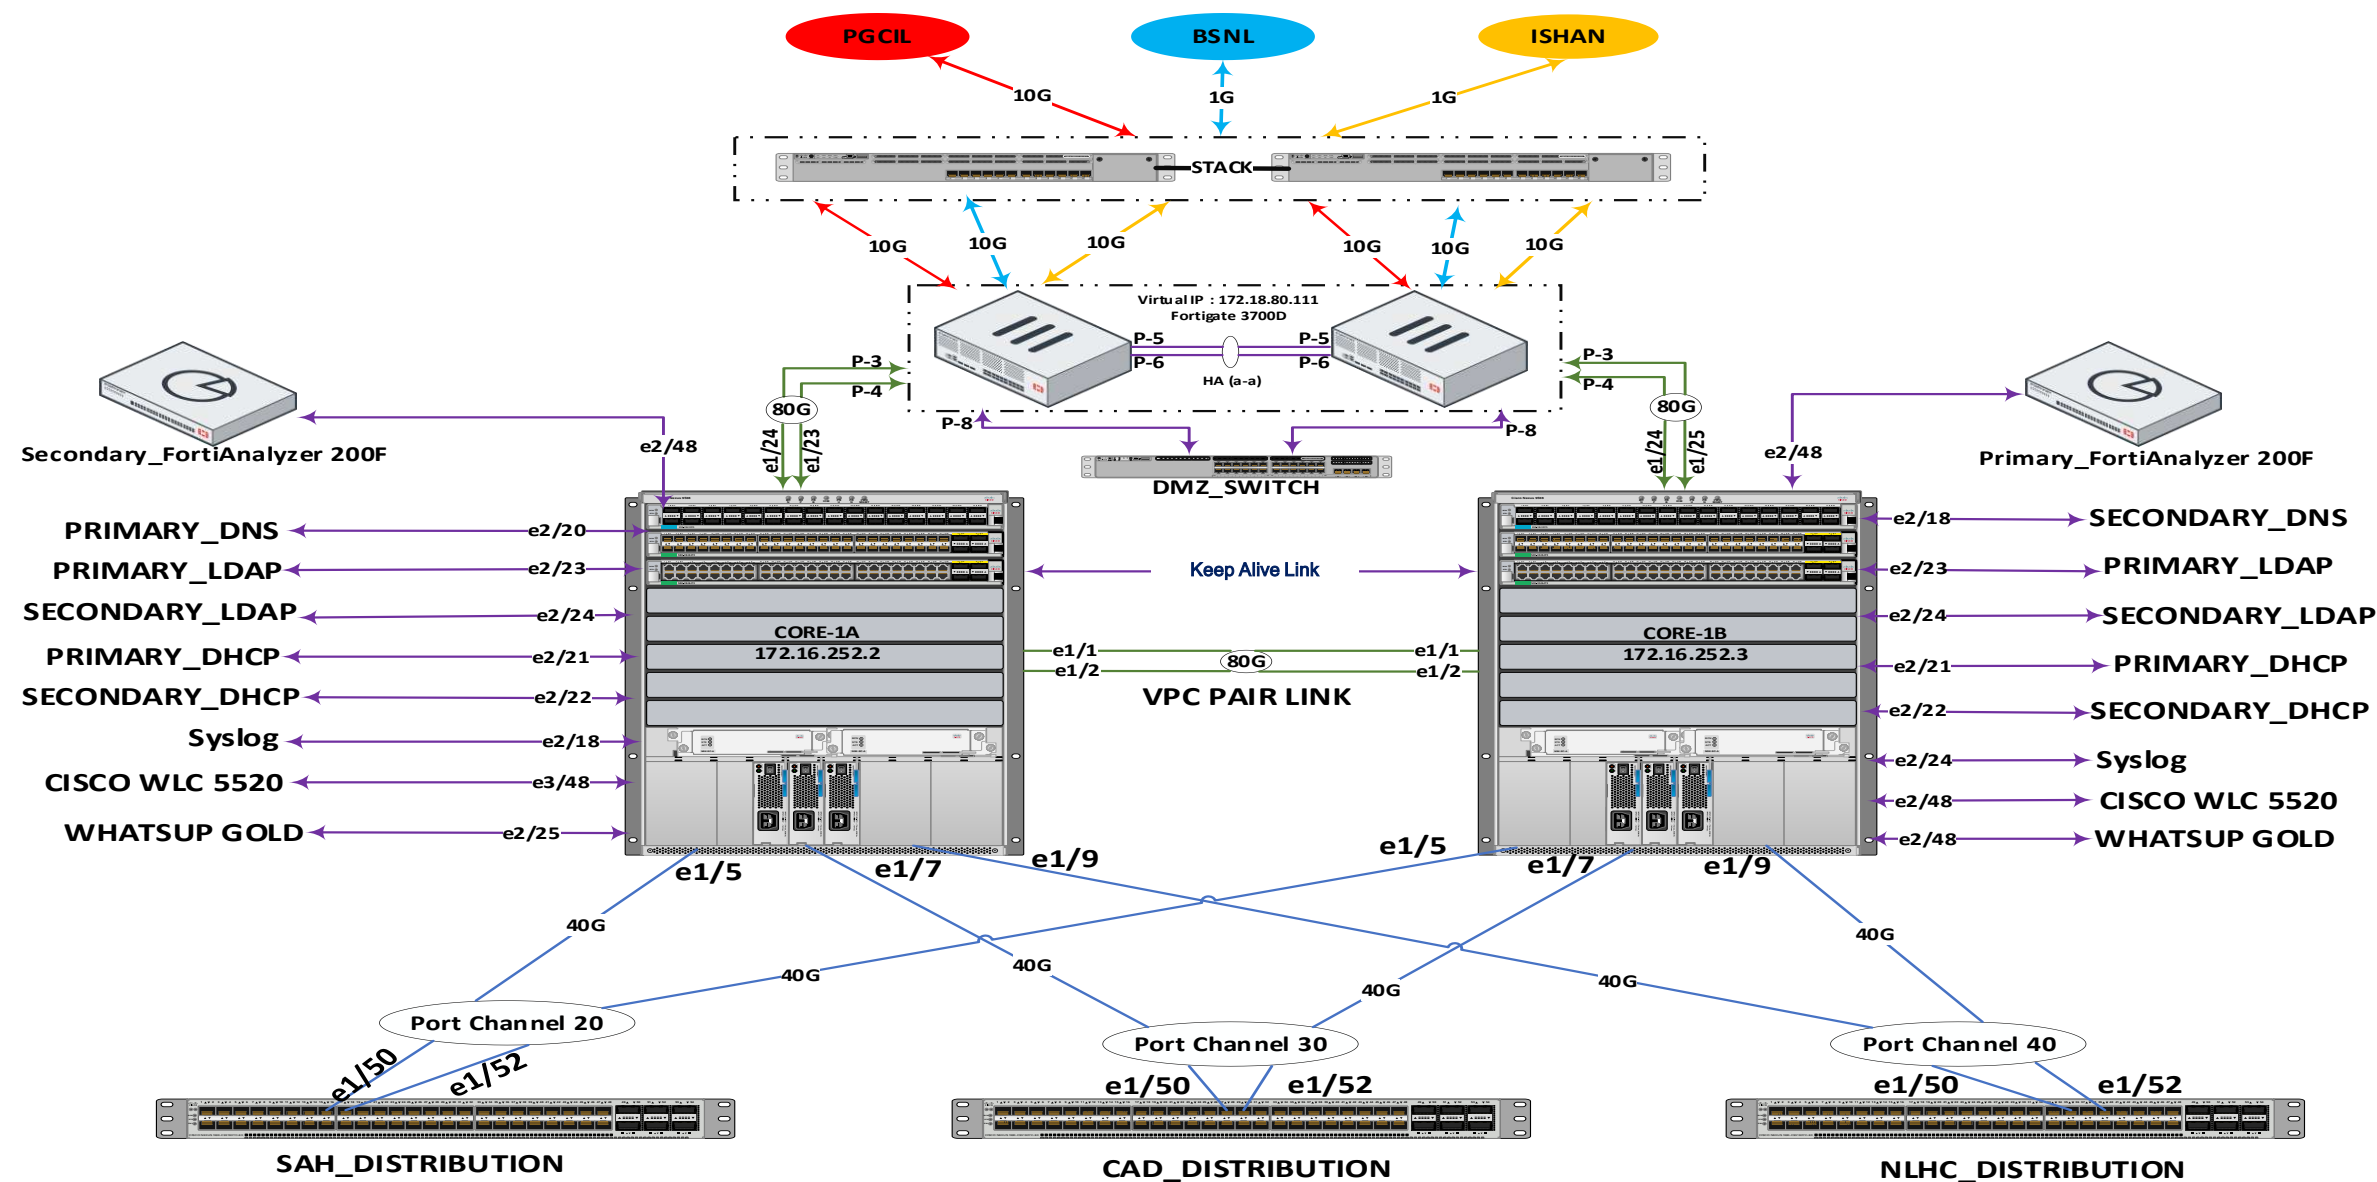 PGCIL
BSNL
ISHAN
10G
1G
1G
STACK
10G
10G
10G
10G
10G
10G
Virtual IP : 172.18.80.111
Fortigate 3700D
P-5
P-5
P-6
P-6
HA (a-a)
P-3
P-4
P-3
P-4
80G
80G
e1/24
e1/23
e1/24
e1/25
P-8
P-8
e2/48
e2/48
Secondary_FortiAnalyzer 200F
Primary_FortiAnalyzer 200F
DMZ_SWITCH
PRIMARY_DNS
e2/20
e2/18
SECONDARY_DNS
PRIMARY_LDAP
e2/23
Keep Alive Link
e2/23
PRIMARY_LDAP
SECONDARY_LDAP
e2/24
e2/24
SECONDARY_LDAP
CORE-1A
172.16.252.2
CORE-1B
172.16.252.3
PRIMARY_DHCP
e2/21
e2/21
PRIMARY_DHCP
e1/1
e1/2
80G
e1/1
e1/2
VPC PAIR LINK
SECONDARY_DHCP
e2/22
e2/22
SECONDARY_DHCP
Syslog
e2/18
e2/24
Syslog
CISCO WLC 5520
e3/48
e2/48
CISCO WLC 5520
WHATSUP GOLD
e2/25
e2/48
WHATSUP GOLD
e1/5
e1/7
e1/9
e1/5
e1/7
e1/9
40G
40G
40G
40G
40G
40G
Port Channel 20
Port Channel 30
Port Channel 40
e1/50
e1/52
e1/50
e1/52
e1/50
e1/52
SAH_DISTRIBUTION
CAD_DISTRIBUTION
NLHC_DISTRIBUTION